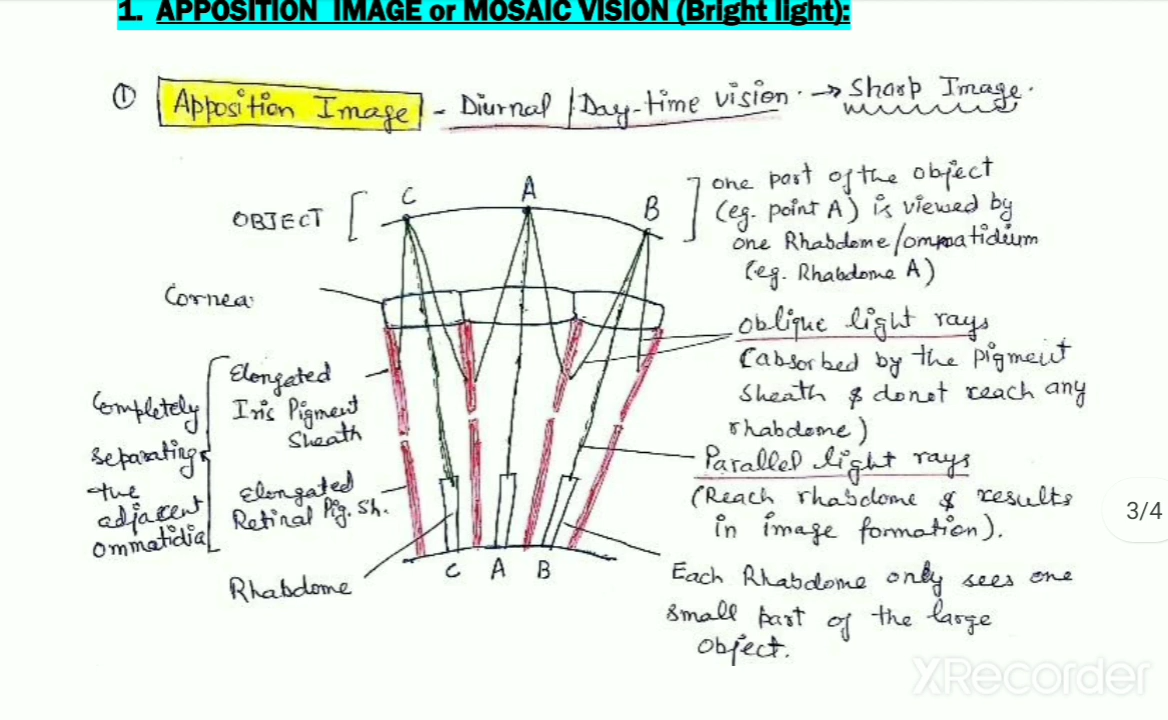 1. APPOSITION IMAGE or MOSAIC VISION (Bright light):
① Apposition Image - Diurnal / Day-time vision. → Sharp Image.
OBJECT [
C
A
B
] one part of the object
(eg. point A) is viewed by
one Rhabdome/ommatidium
(eg. Rhabdome A)
Cornea
oblique light rays
(absorbed by the pigment
sheath & donot reach any
rhabdome)
Elongated
Iris Pigment
Sheath
Completely
separating
the
adjacent
ommatidia
Elongated
Retinal Pig. Sh.
Parallel light rays
(Reach rhabdome & results
in image formation).
3/4
Rhabdome
C A B
Each Rhabdome only sees one
small part of the large
object.
XRecorder